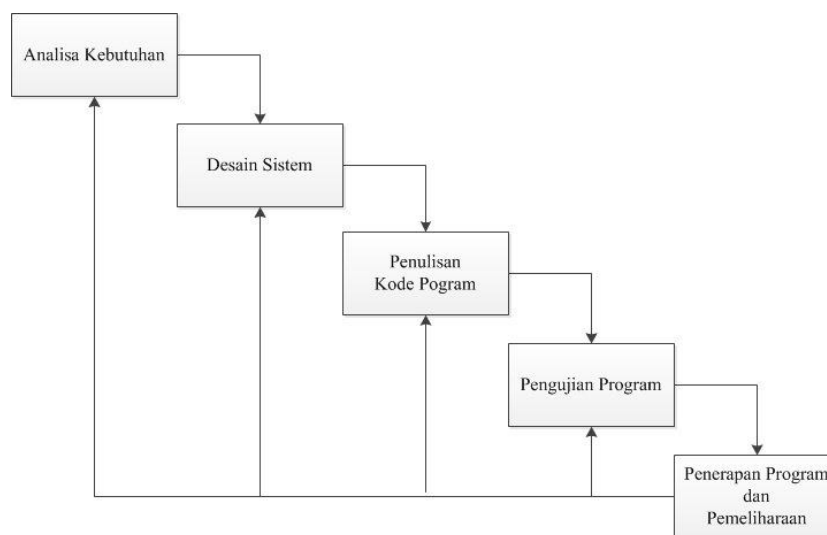 Analisa Kebutuhan
Desain Sistem
Penulisan
Kode Pogram
Pengujian Program
Penerapan Program
dan
Pemeliharaan